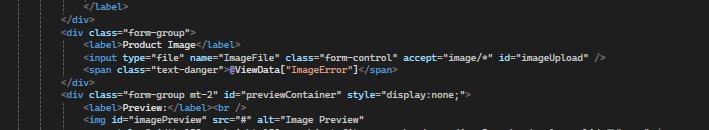 </label>
</div>
<div class="form-group">
<label>Product Image</label>
<input type="file" name="ImageFile" class="form-control" accept="image/*" id="imageUpload" />
<span class="text-danger">@ViewData["ImageError"]</span>
</div>
<div class="form-group mt-2" id="previewContainer" style="display:none;">
<label>Preview:</label><br />
<img id="imagePreview" src="#" alt="Image Preview"